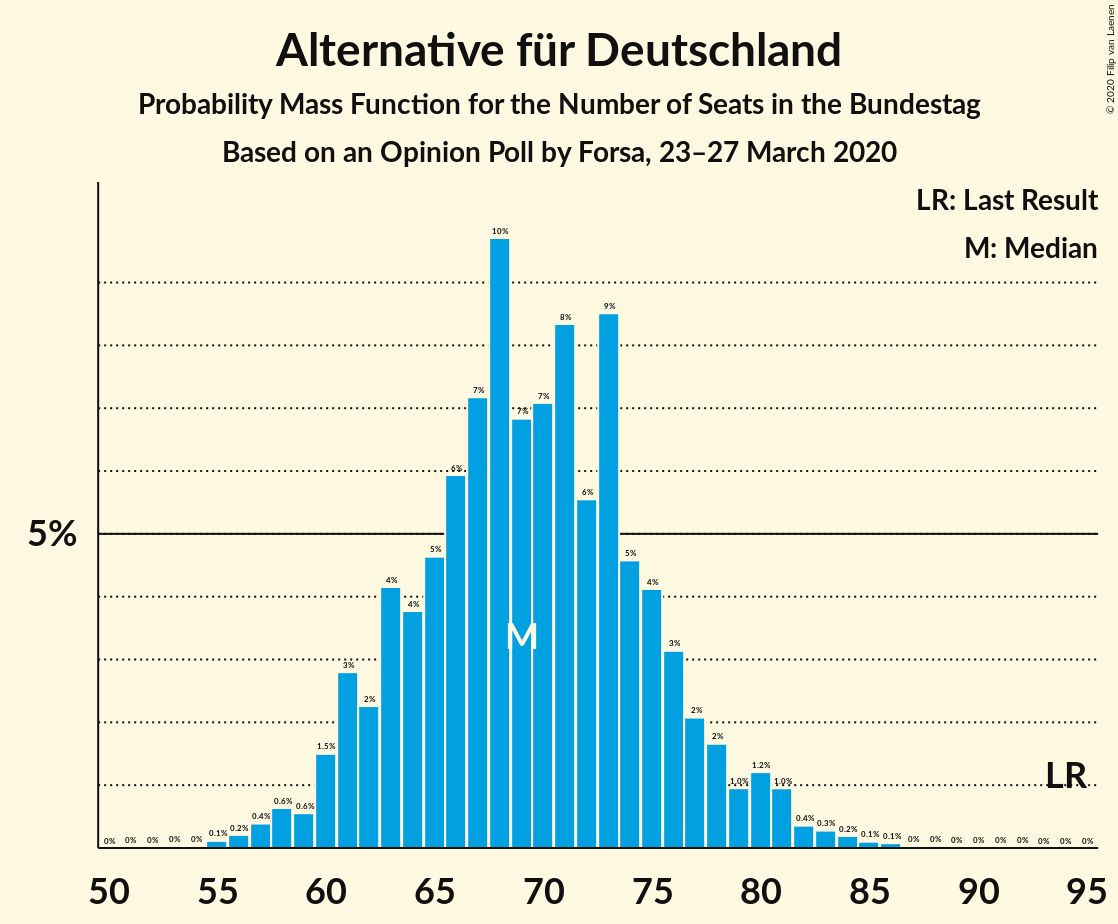 Alternative für Deutschland
Probability Mass Function for the Number of Seats in the Bundestag
Based on an Opinion Poll by Forsa, 23–27 March 2020
© 2020 Filip van Laenen
LR: Last Result
M: Median
5%
0% 0% 0% 0% 0% 0.1% 0.2% 0.4% 0.6% 0.6% 1.5% 3% 2% 4% 4% 5% 6% 7% 10% 7% 7% 8% 6% 9% 5% 4% 3% 2% 2% 1.0% 1.2% 1.0% 0.4% 0.3% 0.2% 0.1% 0.1% 0% 0% 0% 0% 0% 0% 0% 0% 0%
M
LR
50 55 60 65 70 75 80 85 90 95